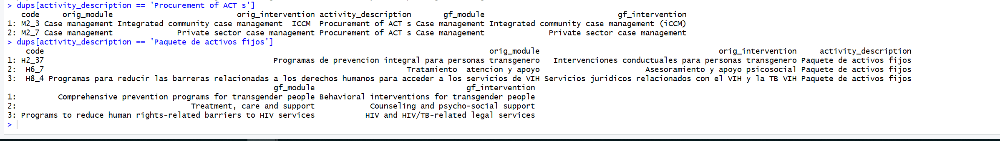 > dups[activity_description == 'Procurement of ACT s']
code orig_module orig_intervention activity_description gf_module gf_intervention
1: M2_3 Case management Integrated community case management  ICCM  Procurement of ACT s Case management Integrated community case management (iCCM)
2: M2_7 Case management Private sector case management Procurement of ACT s Case management Private sector case management
> dups[activity_description == 'Paquete de activos fijos']
code orig_module orig_intervention activity_description
1: H2_37 Programas de prevencion integral para personas transgenero Intervenciones conductuales para personas transgenero Paquete de activos fijos
2: H6_7 Tratamiento  atencion y apoyo Asesoramiento y apoyo psicosocial Paquete de activos fijos
3: H8_4 Programas para reducir las barreras relacionadas a los derechos humanos para acceder a los servicios de VIH Servicios juridicos relacionados con el VIH y la TB VIH Paquete de activos fijos
gf_module gf_intervention
1: Comprehensive prevention programs for transgender people Behavioral interventions for transgender people
2: Treatment, care and support Counseling and psycho-social support
3: Programs to reduce human rights-related barriers to HIV services HIV and HIV/TB-related legal services
>